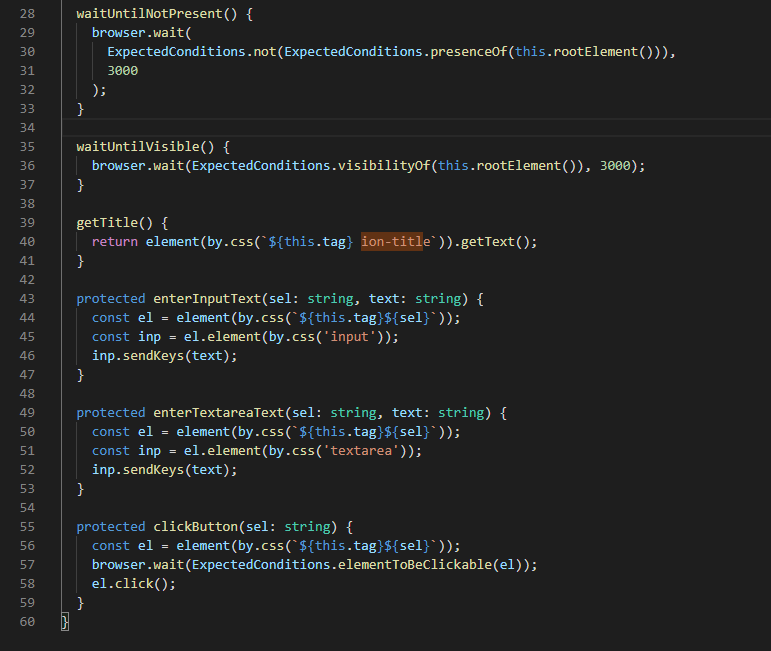 28 waitUntilNotPresent() {
29 browser.wait(
30 ExpectedConditions.not(ExpectedConditions.presenceOf(this.rootElement())),
31 3000
32 );
33 }
34
35 waitUntilVisible() {
36 browser.wait(ExpectedConditions.visibilityOf(this.rootElement()), 3000);
37 }
38
39 getTitle() {
40 return element(by.css(`${this.tag} ion-title`)).getText();
41 }
42
43 protected enterInputText(sel: string, text: string) {
44 const el = element(by.css(`${this.tag}${sel}`));
45 const inp = el.element(by.css('input'));
46 inp.sendKeys(text);
47 }
48
49 protected enterTextareaText(sel: string, text: string) {
50 const el = element(by.css(`${this.tag}${sel}`));
51 const inp = el.element(by.css('textarea'));
52 inp.sendKeys(text);
53 }
54
55 protected clickButton(sel: string) {
56 const el = element(by.css(`${this.tag}${sel}`));
57 browser.wait(ExpectedConditions.elementToBeClickable(el));
58 el.click();
59 }
60 }